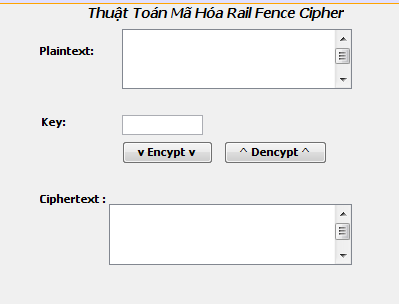 Thuật Toán Mã Hóa Rail Fence Cipher
Plaintext:
Key:
v Encypt v
^ Dencypt ^
Ciphertext :